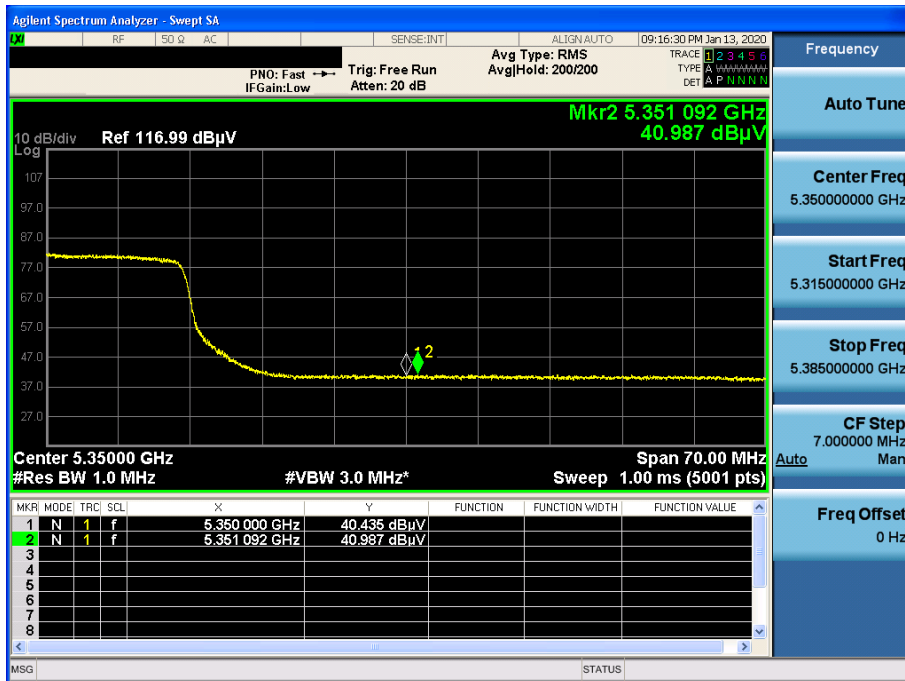 Agilent Spectrum Analyzer - Swept SA
LXI RF 50 Ω AC SENSE:INT ALIGN AUTO 09:16:30 PM Jan 13, 2020
PNO: Fast Trig: Free Run Avg Type: RMS TRACE 1 2 3 4 5 6
IFGain:Low Atten: 20 dB Avg|Hold: 200/200 TYPE A WWWWW
DET A P N N N N
Mkr2 5.351 092 GHz
40.987 dBµV
10 dB/div Ref 116.99 dBµV
Log
107
97.0
87.0
77.0
67.0
57.0
47.0
37.0
27.0
1 2
Center 5.35000 GHz Span 70.00 MHz
#Res BW 1.0 MHz #VBW 3.0 MHz* Sweep 1.00 ms (5001 pts)
MKR MODE TRC SCL X Y FUNCTION FUNCTION WIDTH FUNCTION VALUE
1 N 1 f 5.350 000 GHz 40.435 dBµV
2 N 1 f 5.351 092 GHz 40.987 dBµV
3
4
5
6
7
8
MSG STATUS
Frequency
Auto Tune
Center Freq
5.350000000 GHz
Start Freq
5.315000000 GHz
Stop Freq
5.385000000 GHz
CF Step
7.000000 MHz
Auto Man
Freq Offset
0 Hz